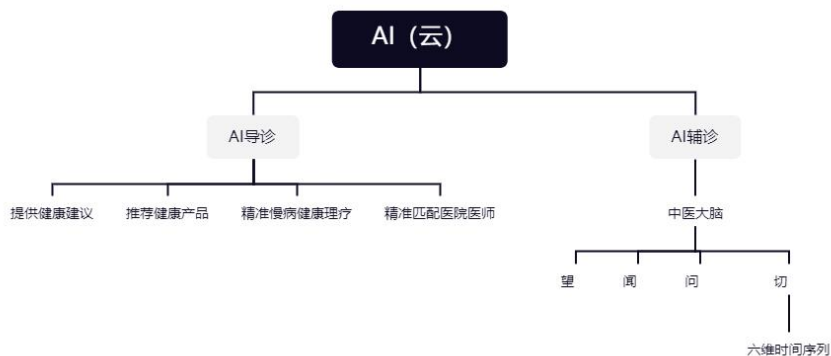 AI（云）
AI导诊
AI辅诊
提供健康建议
推荐健康产品
精准慢病健康理疗
精准匹配医院医师
中医大脑
望
闻
问
切
六维时间序列